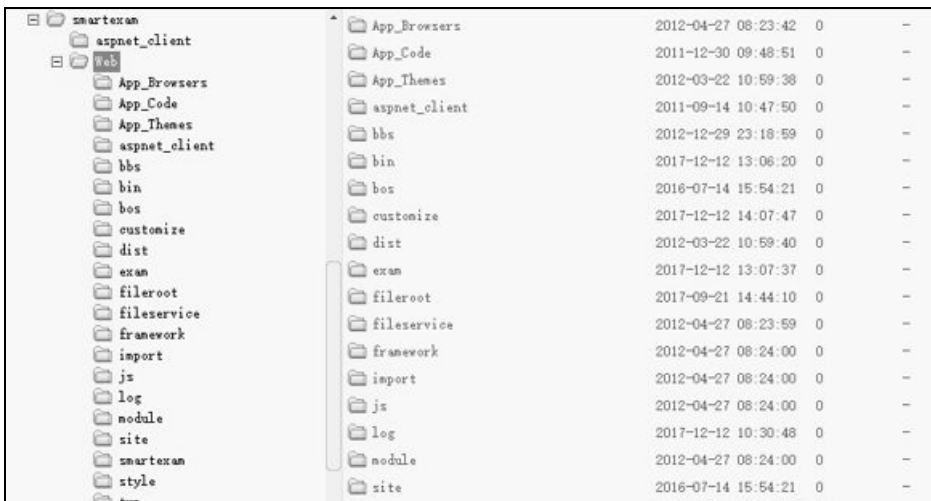 smartexam
aspnet_client
Web
App_Browsers
App_Code
App_Themes
aspnet_client
bbs
bin
bos
customize
dist
exam
fileroot
fileservice
framework
import
js
log
module
site
smartexam
style
App_Browsers 2012-04-27 08:23:42 0 -
App_Code 2011-12-30 09:48:51 0 -
App_Themes 2012-03-22 10:59:38 0 -
aspnet_client 2011-09-14 10:47:50 0 -
bbs 2012-12-29 23:18:59 0 -
bin 2017-12-12 13:06:20 0 -
bos 2016-07-14 15:54:21 0 -
customize 2017-12-12 14:07:47 0 -
dist 2012-03-22 10:59:40 0 -
exam 2017-12-12 13:07:37 0 -
fileroot 2017-09-21 14:44:10 0 -
fileservice 2012-04-27 08:23:59 0 -
framework 2012-04-27 08:24:00 0 -
import 2012-04-27 08:24:00 0 -
js 2012-04-27 08:24:00 0 -
log 2017-12-12 10:30:48 0 -
module 2012-04-27 08:24:00 0 -
site 2016-07-14 15:54:21 0 -